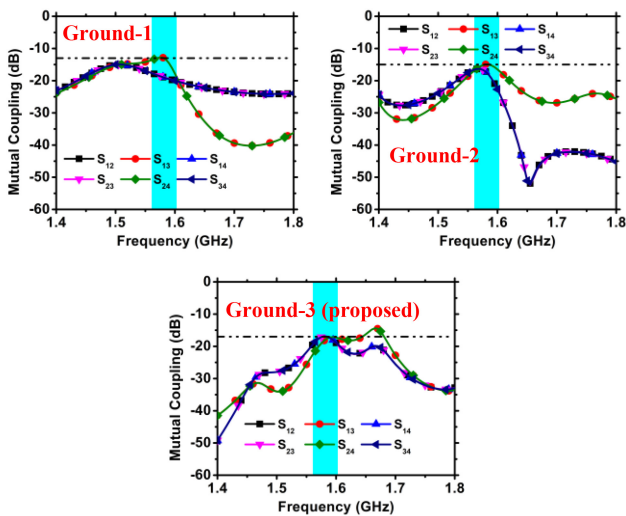 Ground-1
0
-10
-20
-30
-40
-50
-60
Mutual Coupling (dB)
S12 S13 S14
S23 S24 S34
1.4 1.5 1.6 1.7 1.8
Frequency (GHz)
S12 S13 S14
S23 S24 S34
0
-10
-20
-30
-40
-50
-60
Mutual Coupling (dB)
Ground-2
1.4 1.5 1.6 1.7 1.8
Frequency (GHz)
Ground-3 (proposed)
0
-10
-20
-30
-40
-50
-60
Mutual Coupling (dB)
S12 S13 S14
S23 S24 S34
1.4 1.5 1.6 1.7 1.8
Frequency (GHz)